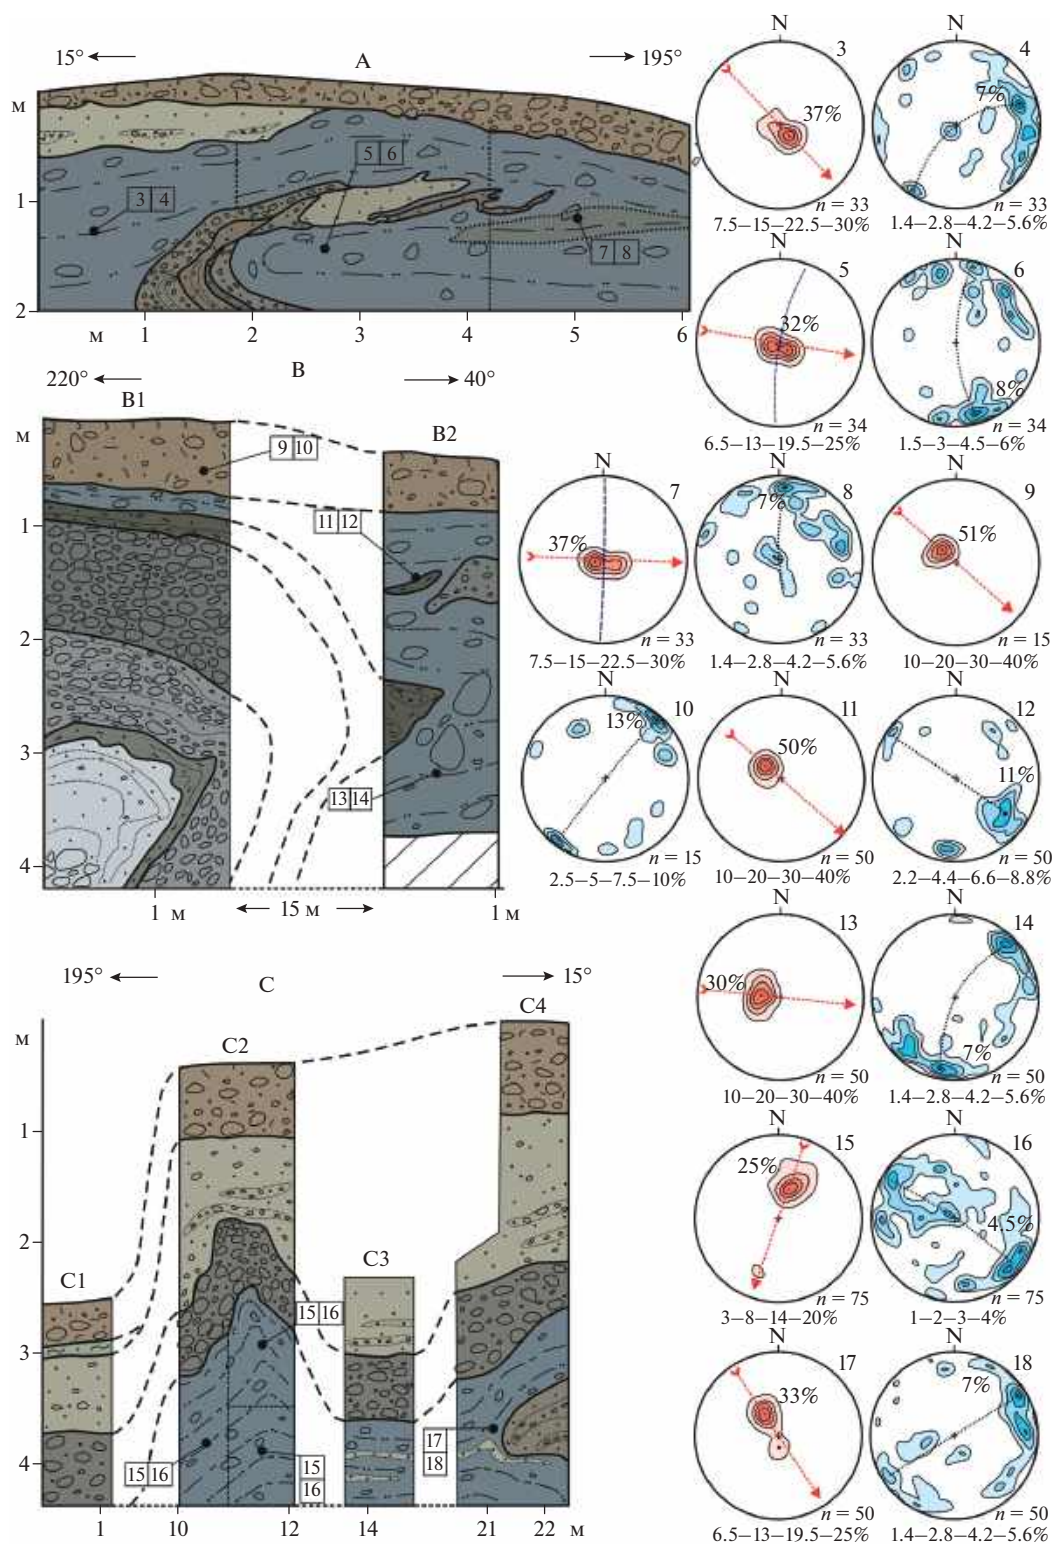 15°
A
195°
м
1
2
3 4
5 6
7 8
м
1
2
3
4
5
6
220°
B
40°
B1
B2
м
9 10
11 12
13 14
1
2
3
4
1 м
15 м
1 м
195°
C
15°
C1
C2
C3
C4
м
1
2
3
4
15 16
15 16
15
16
17
18
1
10
12
14
21
22
м
N
3
37%
n = 33
7.5–15–22.5–30%
N
4
7%
n = 33
1.4–2.8–4.2–5.6%
5
32%
n = 34
6.5–13–19.5–25%
6
8%
n = 34
1.5–3–4.5–6%
N
7
37%
n = 33
7.5–15–22.5–30%
N
8
7%
n = 33
1.4–2.8–4.2–5.6%
N
9
51%
n = 15
10–20–30–40%
N
10
13%
n = 15
2.5–5–7.5–10%
N
11
50%
n = 50
10–20–30–40%
N
12
11%
n = 50
2.2–4.4–6.6–8.8%
N
13
30%
n = 50
10–20–30–40%
N
14
7%
n = 50
1.4–2.8–4.2–5.6%
N
15
25%
n = 75
3–8–14–20%
N
16
4.5%
n = 75
1–2–3–4%
N
17
33%
n = 50
6.5–13–19.5–25%
N
18
7%
n = 50
1.4–2.8–4.2–5.6%